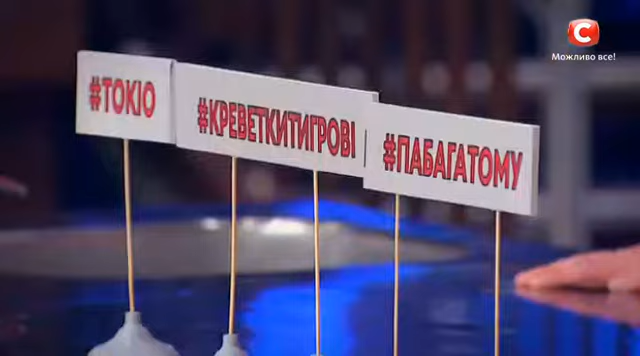 С
Можливо все!
#ТОКІО
#КРЕВЕТКИТИГРОВІ
#ПАБАГАТОМУ